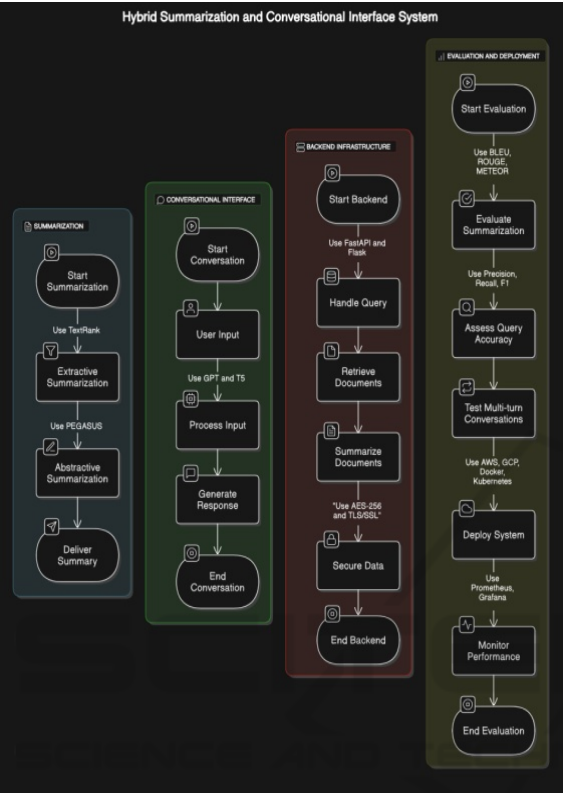 Hybrid Summarization and Conversational Interface System
SUMMARIZATION
Start
Summarization
Use TextRank
Extractive
Summarization
Use PEGASUS
Abstractive
Summarization
Deliver
Summary
CONVERSATIONAL INTERFACE
Start
Conversation
User Input
Use GPT and T5
Process Input
Generate
Response
End
Conversation
BACKEND INFRASTRUCTURE
Start Backend
Use FastAPI and
Flask
Handle Query
Retrieve
Documents
Summarize
Documents
"Use AES-256
and TLS/SSL"
Secure Data
End Backend
EVALUATION AND DEPLOYMENT
Start Evaluation
Use BLEU,
ROUGE,
METEOR
Evaluate
Summarization
Use Precision,
Recall, F1
Assess Query
Accuracy
Test Multi-turn
Conversations
Use AWS, GCP,
Docker,
Kubernetes
Deploy System
Use
Prometheus,
Grafana
Monitor
Performance
End Evaluation
SCIENCE AND